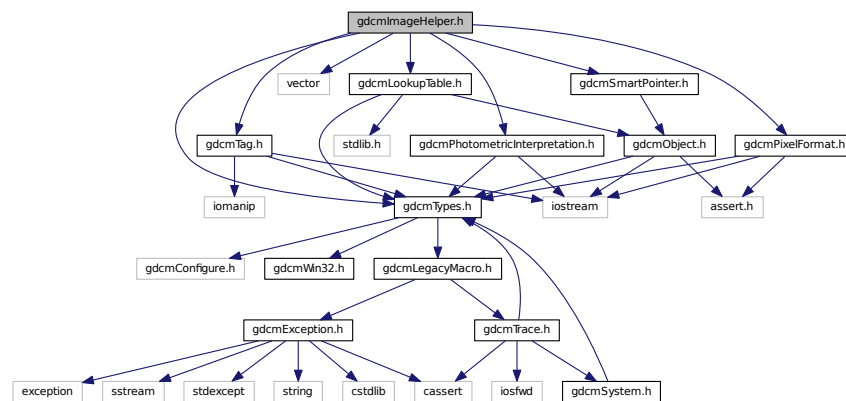 gdcmImageHelper.h
vector
gdcmLookupTable.h
gdcmSmartPointer.h
gdcmTag.h
stdlib.h
gdcmPhotometricInterpretation.h
gdcmObject.h
gdcmPixelFormat.h
iomanip
gdcmTypes.h
iostream
assert.h
gdcmConfigure.h
gdcmWin32.h
gdcmLegacyMacro.h
gdcmException.h
gdcmTrace.h
exception
sstream
stdexcept
string
cstdlib
cassert
iosfwd
gdcmSystem.h